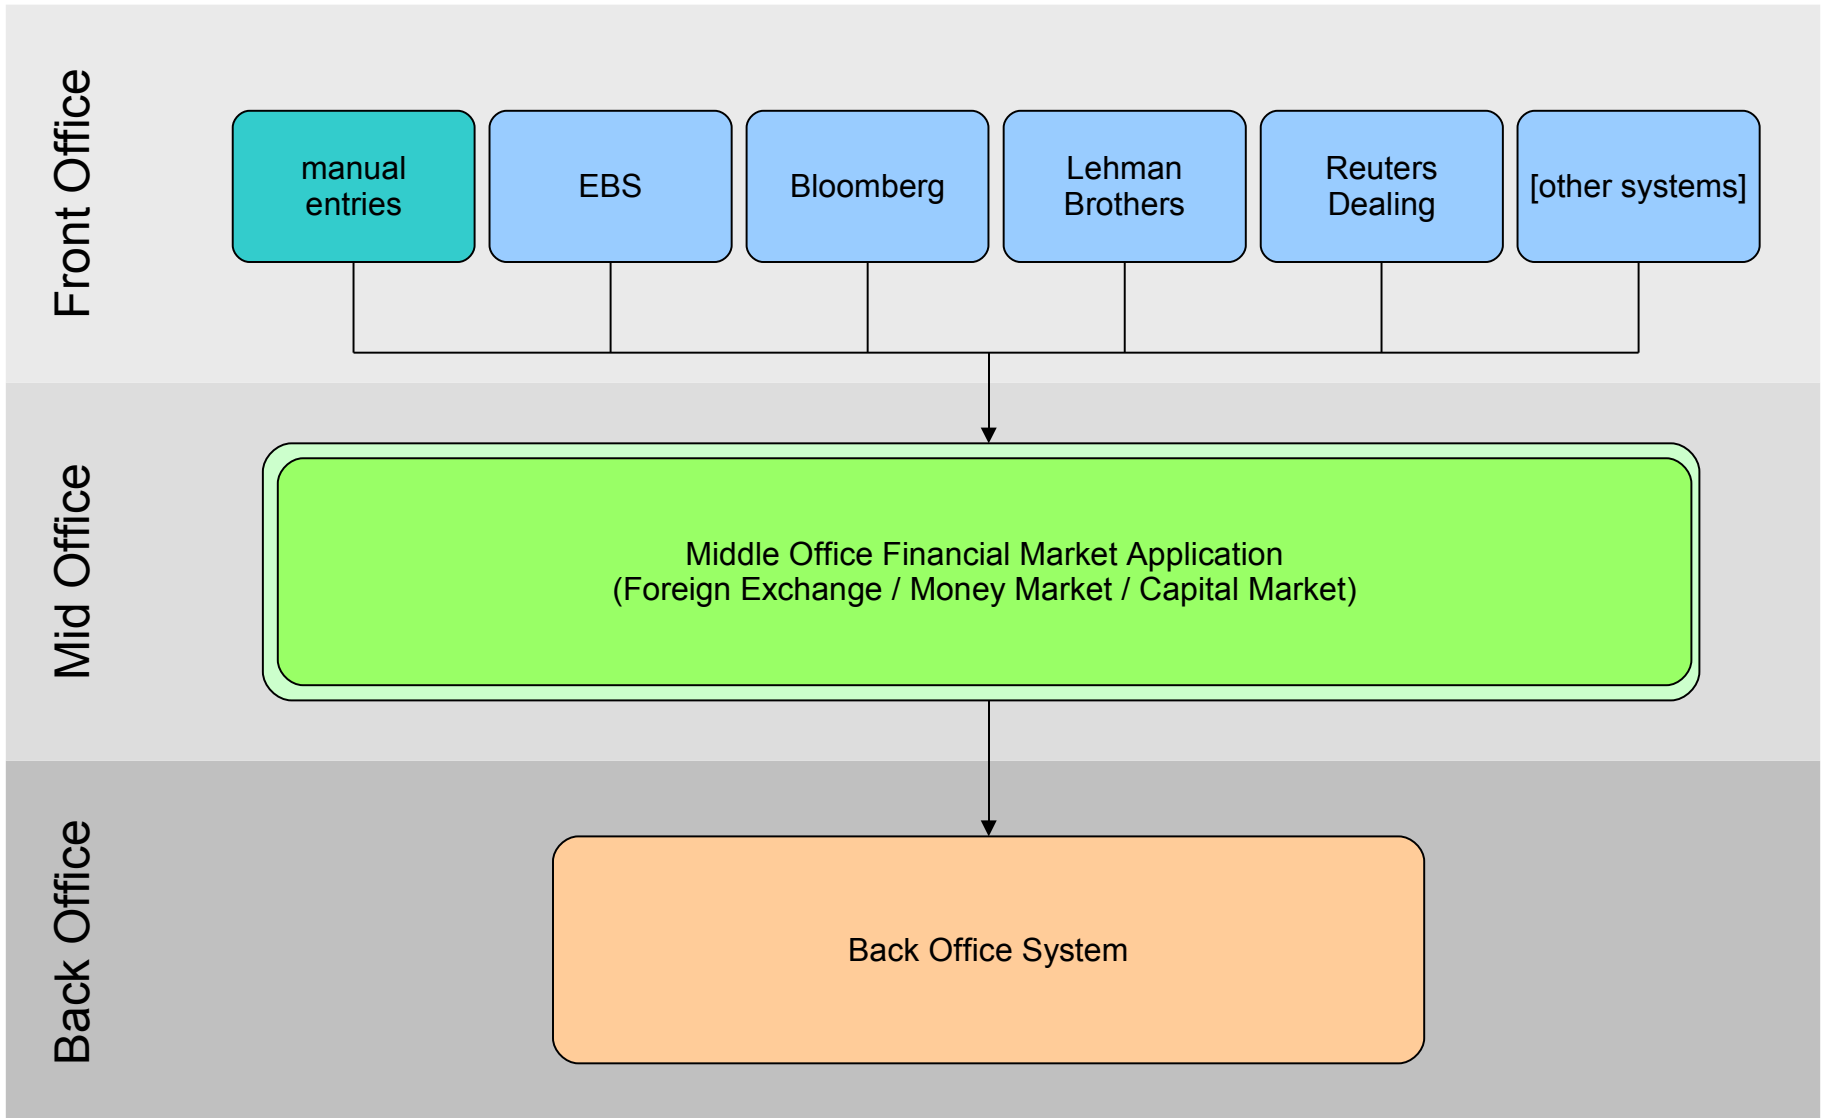 Front Office
manual
entries
EBS
Bloomberg
Lehman
Brothers
Reuters
Dealing
[other systems]
Mid Office
Middle Office Financial Market Application
(Foreign Exchange / Money Market / Capital Market)
Back Office
Back Office System